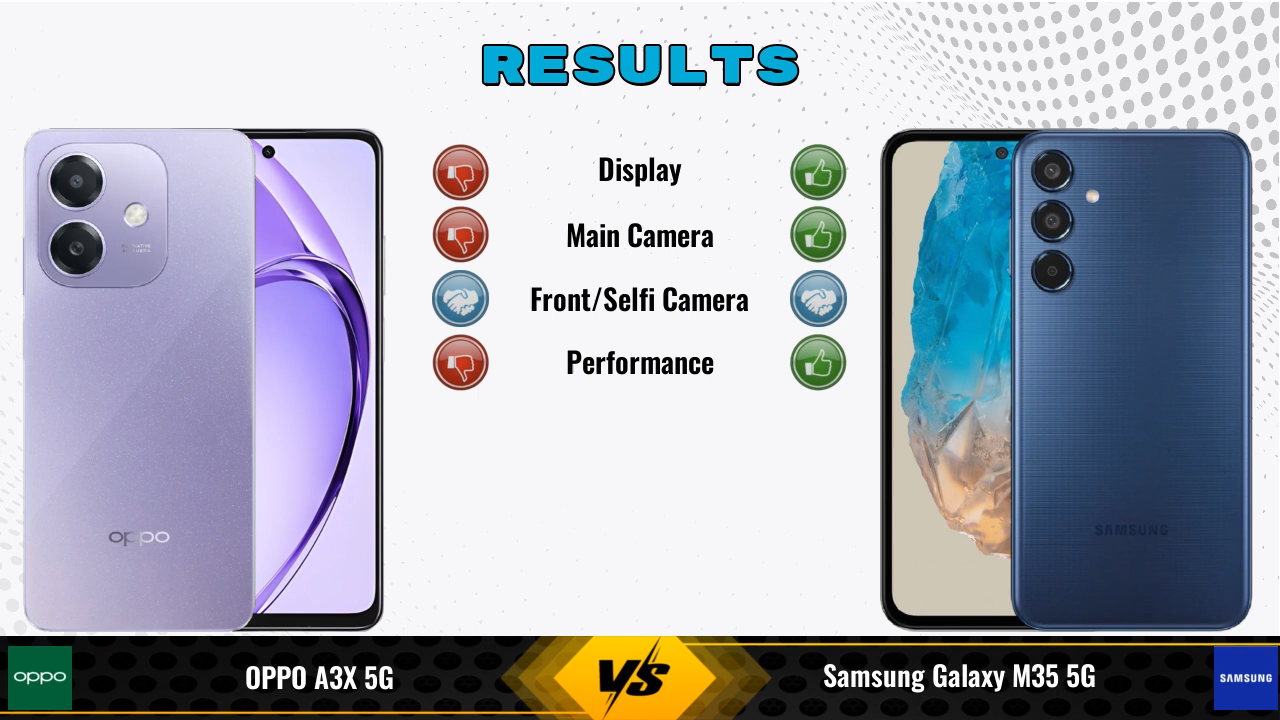 RESULTS
Display
Main Camera
Front/Selfi Camera
Performance
oppo
SAMSUNG
oppo
OPPO A3X 5G
VS
Samsung Galaxy M35 5G
SAMSUNG